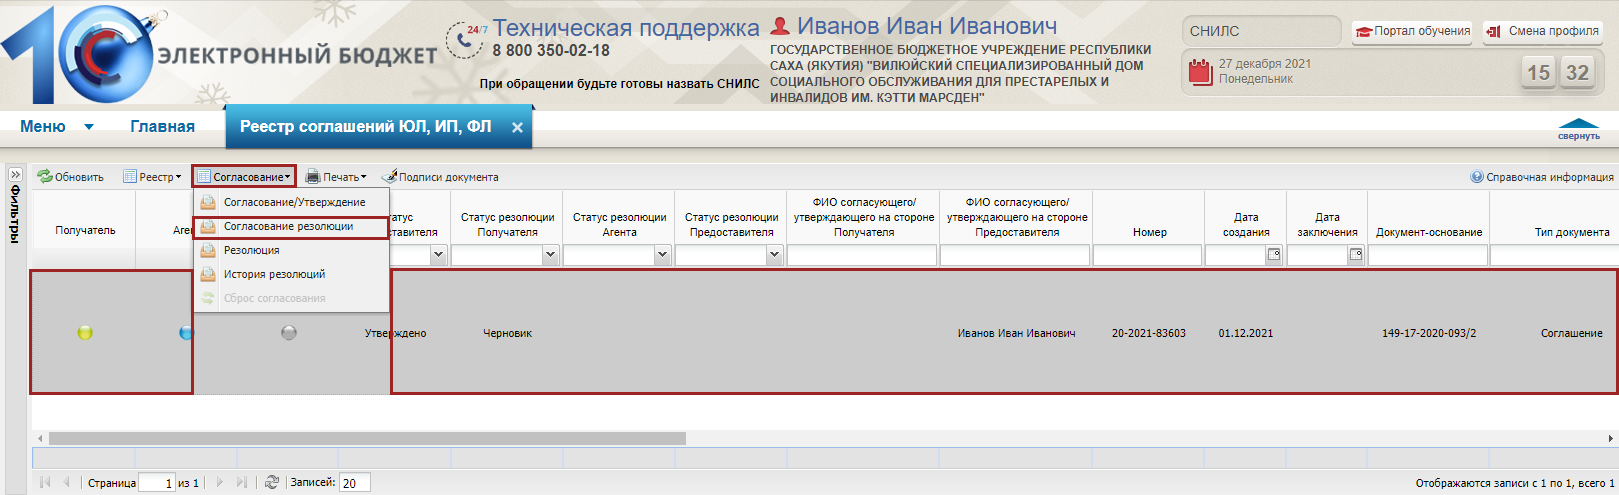 ЭЛЕКТРОННЫЙ БЮДЖЕТ
24/7
Техническая поддержка
8 800 350-02-18
При обращении будьте готовы назвать СНИЛС
Иванов Иван Иванович
ГОСУДАРСТВЕННОЕ БЮДЖЕТНОЕ УЧРЕЖДЕНИЕ РЕСПУБЛИКИ
САХА (ЯКУТИЯ) "ВИЛЮЙСКИЙ СПЕЦИАЛИЗИРОВАННЫЙ ДОМ
СОЦИАЛЬНОГО ОБСЛУЖИВАНИЯ ДЛЯ ПРЕСТАРЕЛЫХ И
ИНВАЛИДОВ ИМ. КЭТТИ МАРСДЕН"
СНИЛС
Портал обучения
Смена профиля
27 декабря 2021
Понедельник
15 32
Меню
Главная
Реестр соглашений ЮЛ, ИП, ФЛ
свернуть
Фильтры
Обновить
Реестр
Согласование
Печать
Подписи документа
Справочная информация
Согласование/Утверждение
Согласование резолюции
Резолюция
История резолюций
Сброс согласования
Получатель
Аген
татус
оставителя
Статус резолюции
Получателя
Статус резолюции
Агента
Статус резолюции
Предоставителя
ФИО согласующего/
утверждающего на стороне
Получателя
ФИО согласующего/
утверждающего на стороне
Предоставителя
Номер
Дата
создания
Дата
заключения
Документ-основание
Тип документа
Утверждено
Черновик
Иванов Иван Иванович
20-2021-83603
01.12.2021
149-17-2020-093/2
Соглашение
Страница 1 из 1
Записей: 20
Отображаются записи с 1 по 1, всего 1